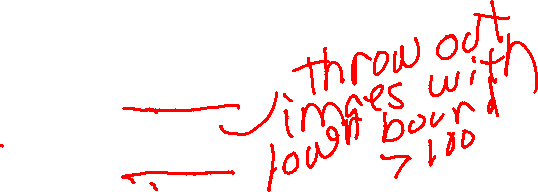 throw out
images with
lower bound
> 100